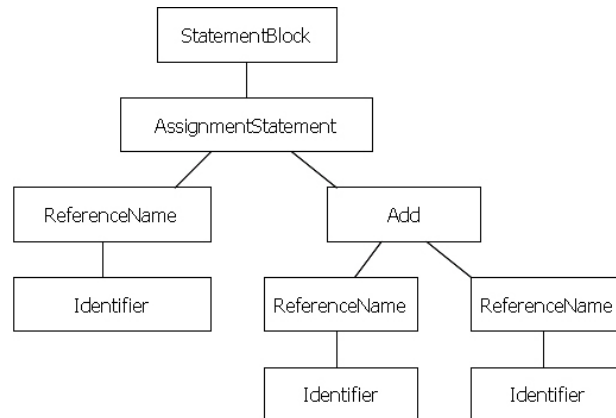 StatementBlock
AssignmentStatement
ReferenceName
Add
Identifier
ReferenceName
ReferenceName
Identifier
Identifier